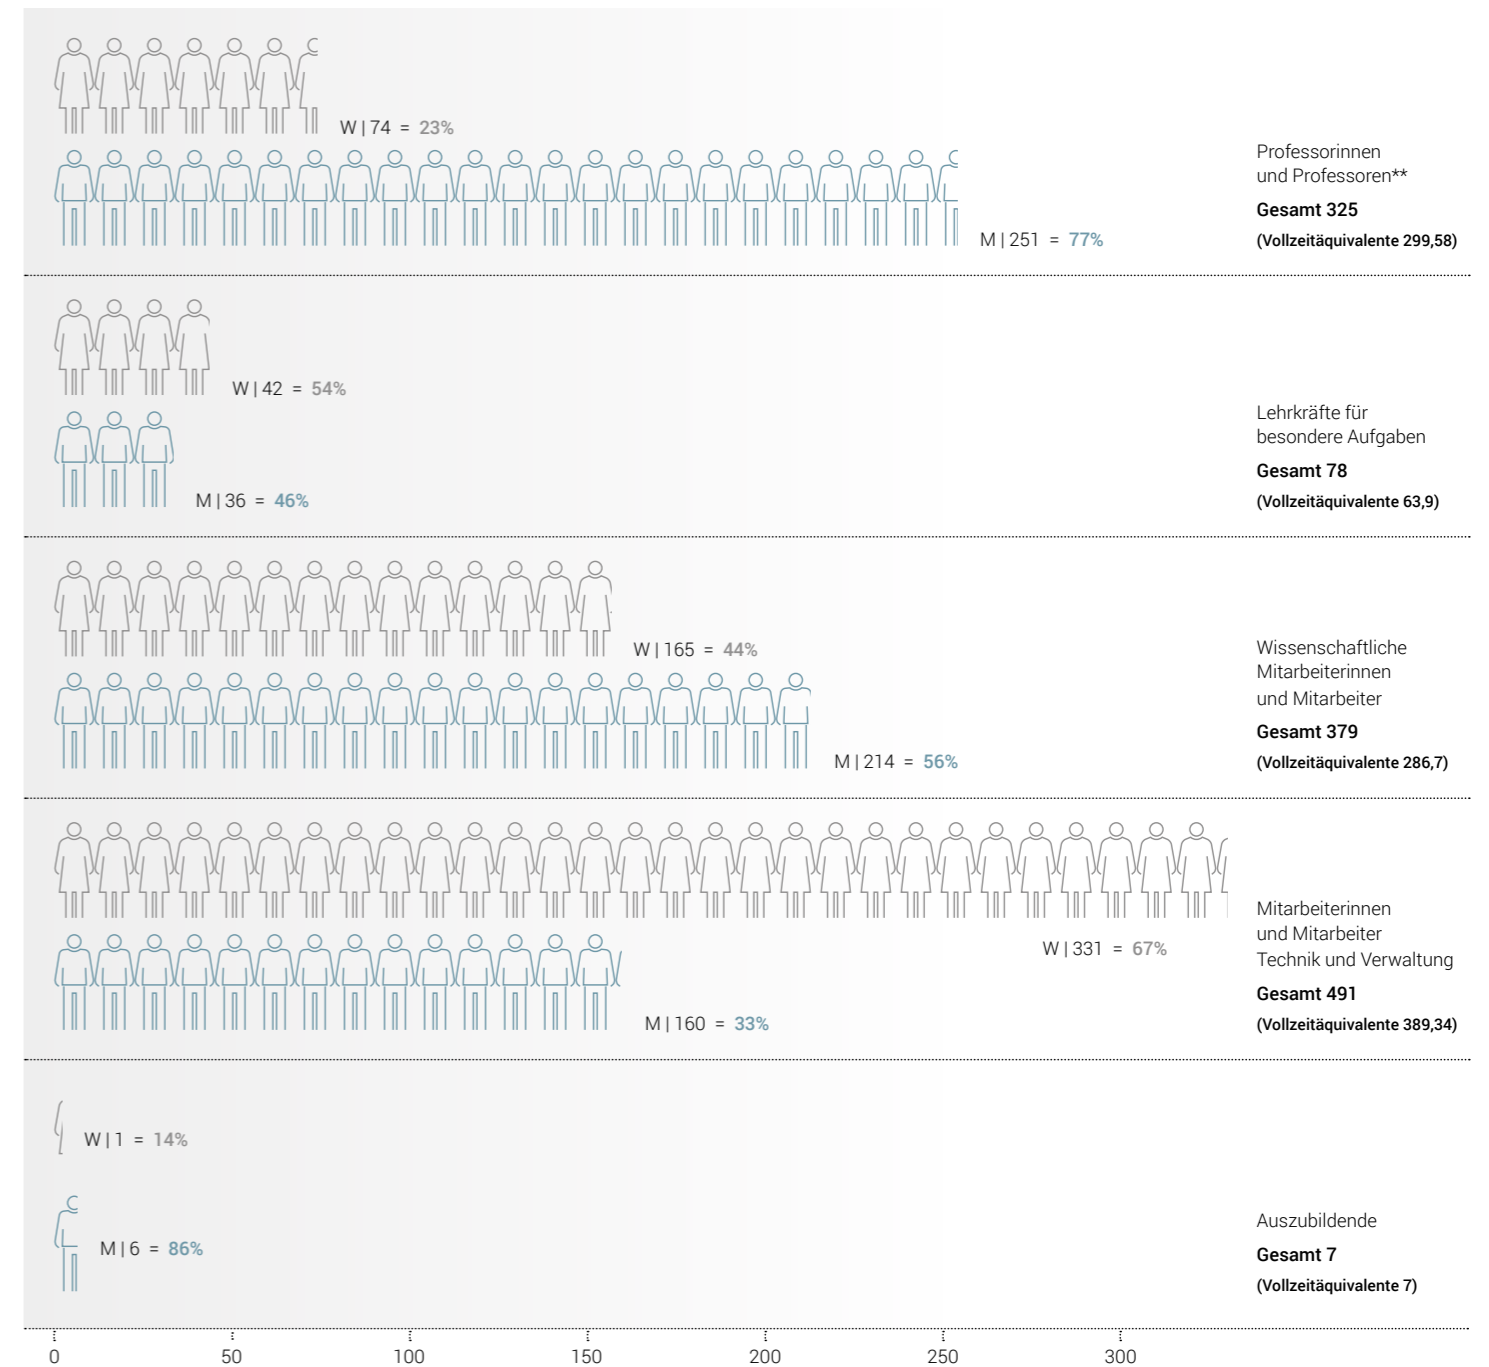 W | 74 = 23%
M | 251 = 77%
Professorinnen
und Professoren**
Gesamt 325
(Vollzeitäquivalente 299,58)
W | 42 = 54%
M | 36 = 46%
Lehrkräfte für
besondere Aufgaben
Gesamt 78
(Vollzeitäquivalente 63,9)
W | 165 = 44%
M | 214 = 56%
Wissenschaftliche
Mitarbeiterinnen
und Mitarbeiter
Gesamt 379
(Vollzeitäquivalente 286,7)
W | 331 = 67%
M | 160 = 33%
Mitarbeiterinnen
und Mitarbeiter
Technik und Verwaltung
Gesamt 491
(Vollzeitäquivalente 389,34)
W | 1 = 14%
M | 6 = 86%
Auszubildende
Gesamt 7
(Vollzeitäquivalente 7)
0 50 100 150 200 250 300